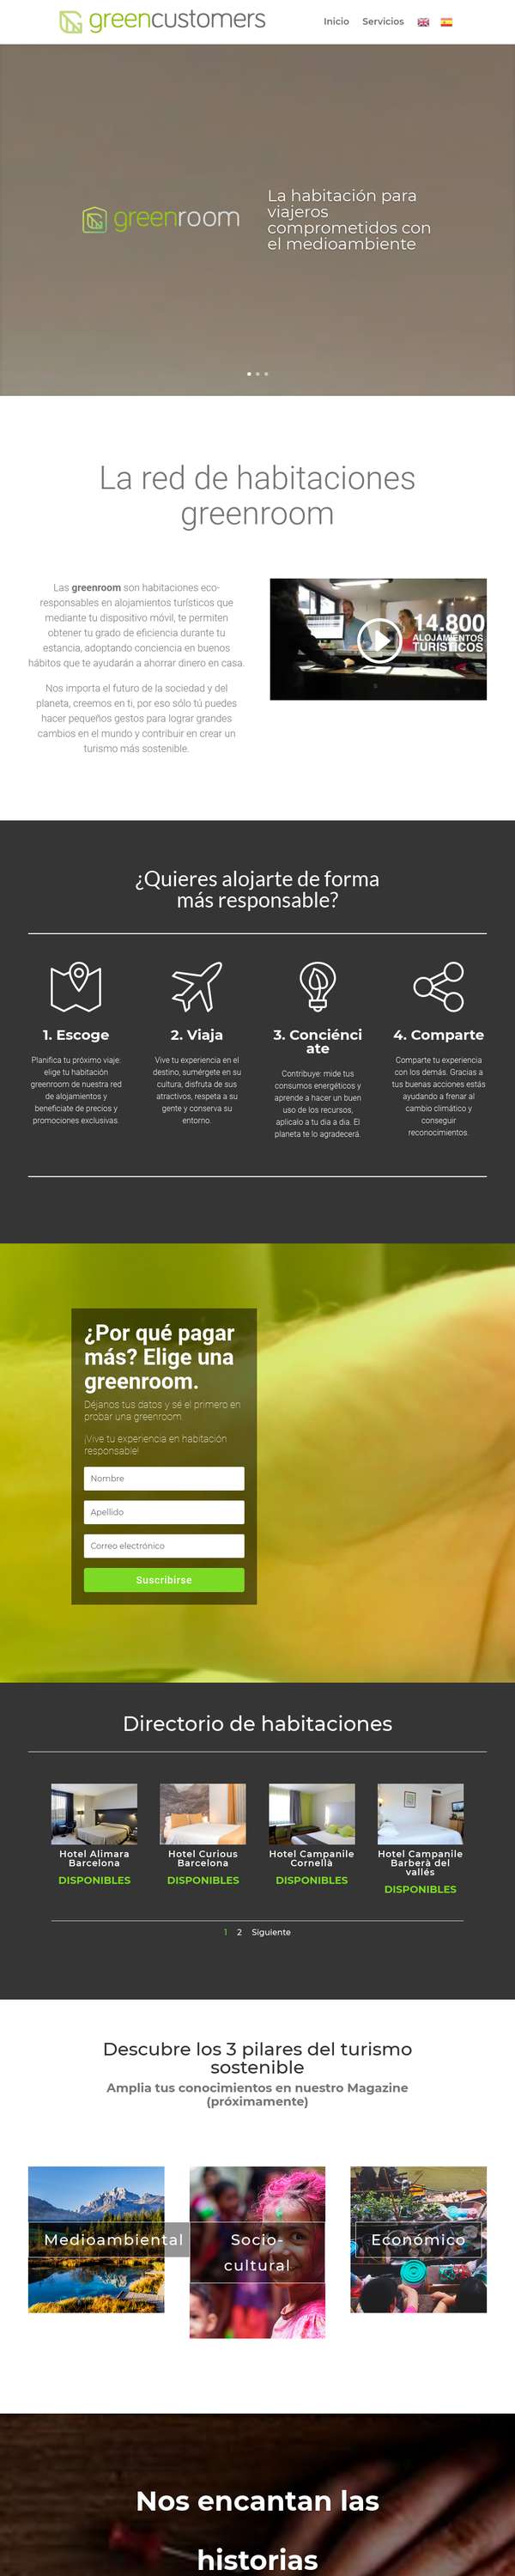 greencustomers
Inicio
Servicios
greenroom
La habitación para
viajeros
comprometidos con
el medioambiente
La red de habitaciones
greenroom
Las greenroom son habitaciones eco-
responsables en alojamientos turísticos que
mediante tu dispositivo móvil, te permiten
obtener tu grado de eficiencia durante tu
estancia, adoptando conciencia en buenos
hábitos que te ayudarán a ahorrar dinero en casa.
Nos importa el futuro de la sociedad y del
planeta, creemos en ti, por eso sólo tú puedes
hacer pequeños gestos para lograr grandes
cambios en el mundo y contribuir en crear un
turismo más sostenible.
14.800
ALOJAMIENTOS
TURÍSTICOS
¿Quieres alojarte de forma
más responsable?
1. Escoge
Planifica tu próximo viaje:
elige tu habitación
greenroom de nuestra red
de alojamientos y
benefíciate de precios y
promociones exclusivas.
2. Viaja
Vive tu experiencia en el
destino, sumérgete en su
cultura, disfruta de sus
atractivos, respeta a su
gente y conserva su
entorno.
3. Conciénci
ate
Contribuye: mide tus
consumos energéticos y
aprende a hacer un buen
uso de los recursos,
aplícalo a tu día a día. El
planeta te lo agradecerá.
4. Comparte
Comparte tu experiencia
con los demás. Gracias a
tus buenas acciones estás
ayudando a frenar al
cambio climático y
conseguir
reconocimientos.
¿Por qué pagar
más? Elige una
greenroom.
Déjanos tus datos y sé el primero en
probar una greenroom.
¡Vive tu experiencia en habitación
responsable!
Nombre
Apellido
Correo electrónico
Suscribirse
Directorio de habitaciones
Hotel Alimara
Barcelona
DISPONIBLES
Hotel Curious
Barcelona
DISPONIBLES
Hotel Campanile
Cornellà
DISPONIBLES
Hotel Campanile
Barberà del
vallés
DISPONIBLES
1 2 Siguiente
Descubre los 3 pilares del turismo
sostenible
Amplia tus conocimientos en nuestro Magazine
(próximamente)
Medioambiental
Socio-
cultural
Económico
Nos encantan las
historias